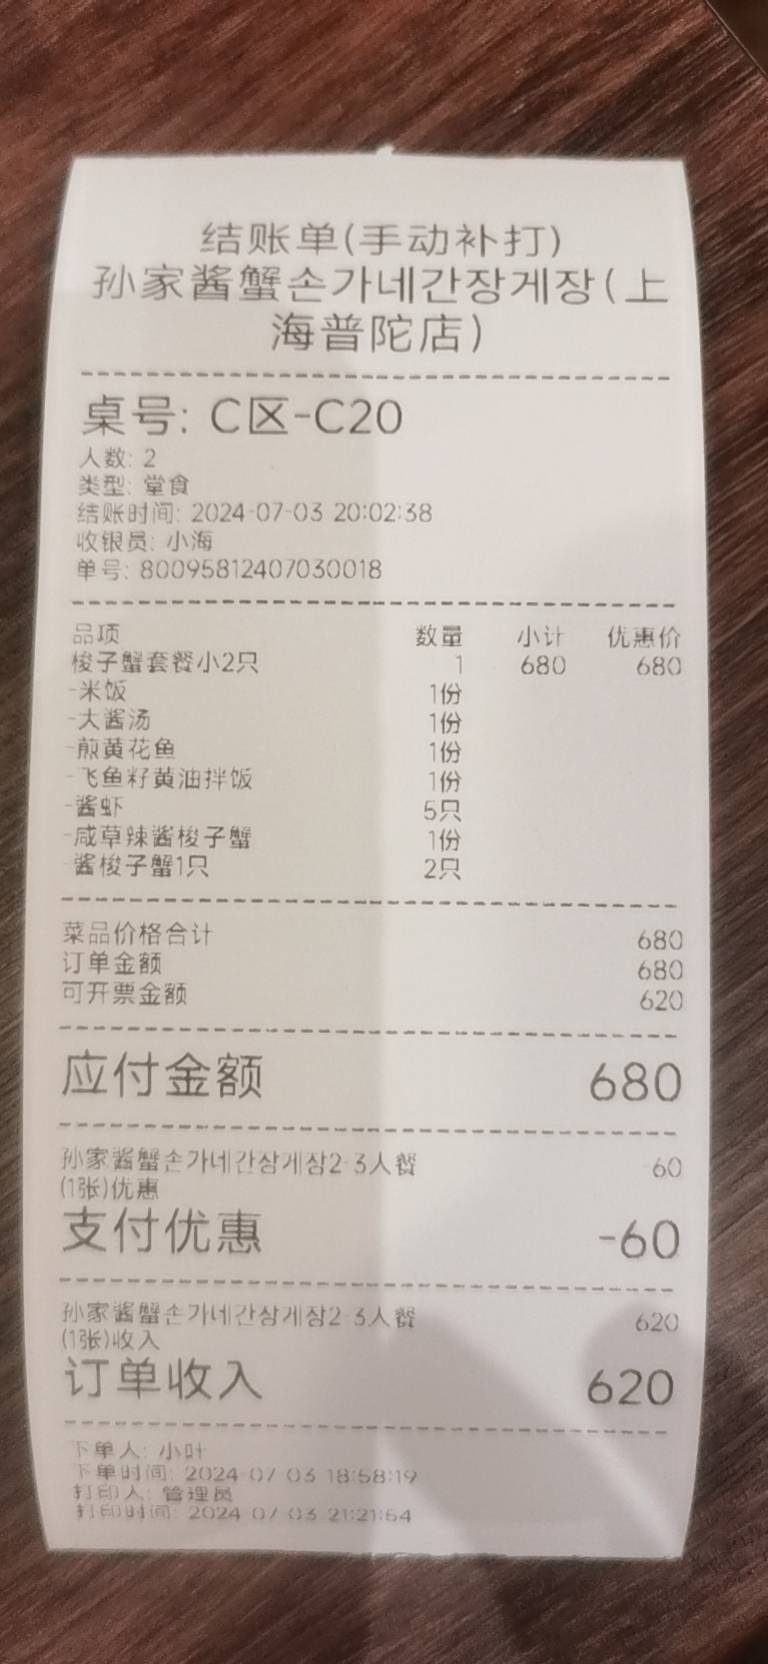 结账单(手动补打)
孙家酱蟹손가네간장게장(上
海普陀店)
桌号: C区-C20
人数: 2
类型: 堂食
结账时间: 2024-07-03 20:02:38
收银员: 小海
单号: 80095812407030018
品项 数量 小计 优惠价
梭子蟹套餐小2只 1 680 680
-米饭 1份
-大酱汤 1份
-煎黄花鱼 1份
-飞鱼籽黄油拌饭 1份
-酱虾 5只
-咸草辣酱梭子蟹 1份
-酱梭子蟹1只 2只
菜品价格合计 680
订单金额 680
可开票金额 620
应付金额 680
孙家酱蟹손가네간장게장2-3人餐 -60
(1张)优惠
支付优惠 -60
孙家酱蟹손가네간장게장2-3人餐 620
(1张)收入
订单收入 620
下单人: 小叶
下单时间: 2024-07-03 18:58:19
打印人: 管理员
打印时间: 2024-07-03 21:21:54